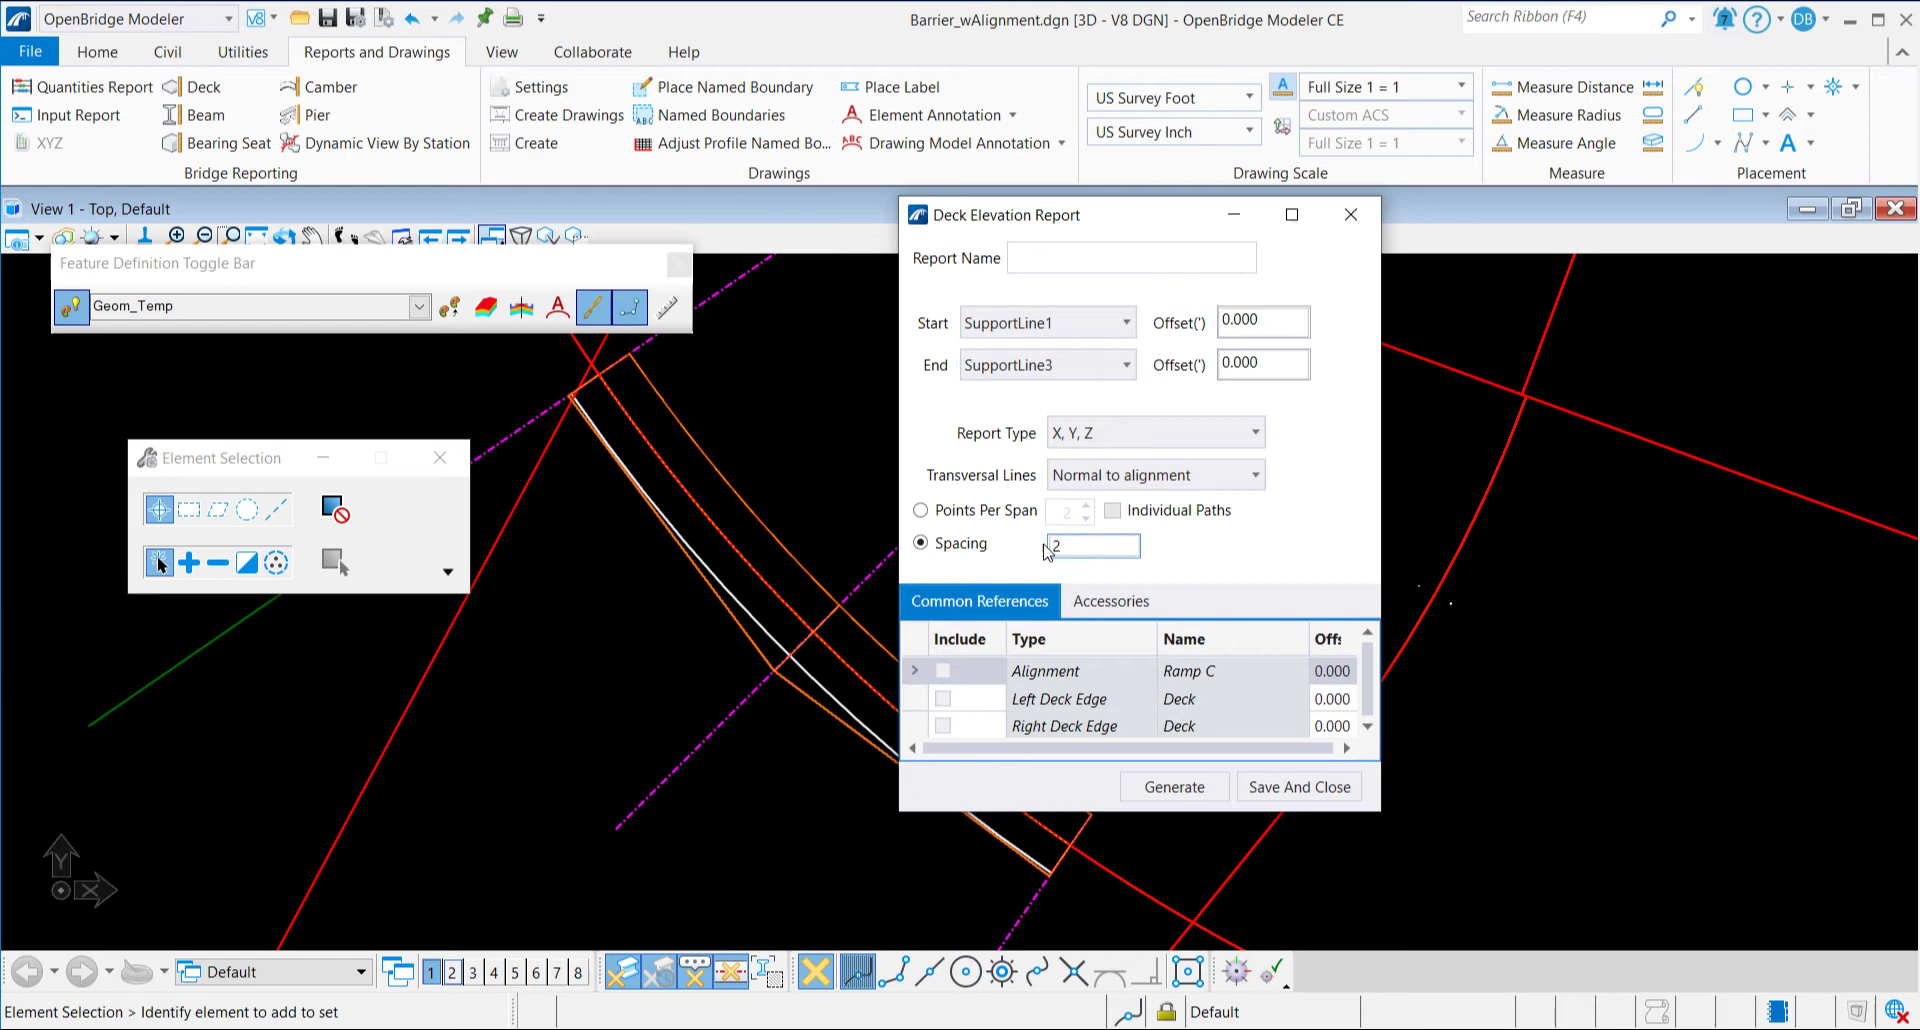 OpenBridge Modeler V8 Barrier_wAlignment.dgn [3D - V8 DGN] - OpenBridge Modeler CE Search Ribbon (F4) 7 ? DB
File Home Civil Utilities Reports and Drawings View Collaborate Help
Quantities Report Deck Camber Settings Place Named Boundary Place Label US Survey Foot A Full Size 1 = 1 Measure Distance
Input Report Beam Pier Create Drawings Named Boundaries Element Annotation US Survey Inch Custom ACS Measure Radius
XYZ Bearing Seat Dynamic View By Station Create Adjust Profile Named Bo... Drawing Model Annotation Full Size 1 = 1 Measure Angle A
Bridge Reporting Drawings Drawing Scale Measure Placement
View 1 - Top, Default
Feature Definition Toggle Bar
Geom_Temp
Element Selection
Deck Elevation Report
Report Name
Start SupportLine1 Offset(') 0.000
End SupportLine3 Offset(') 0.000
Report Type X, Y, Z
Transversal Lines Normal to alignment
Points Per Span 2 Individual Paths
Spacing 2
Common References Accessories
Include Type Name Offs
> Alignment Ramp C 0.000
Left Deck Edge Deck 0.000
Right Deck Edge Deck 0.000
Generate Save And Close
Y
X
Default 1 2 3 4 5 6 7 8
Element Selection > Identify element to add to set Default